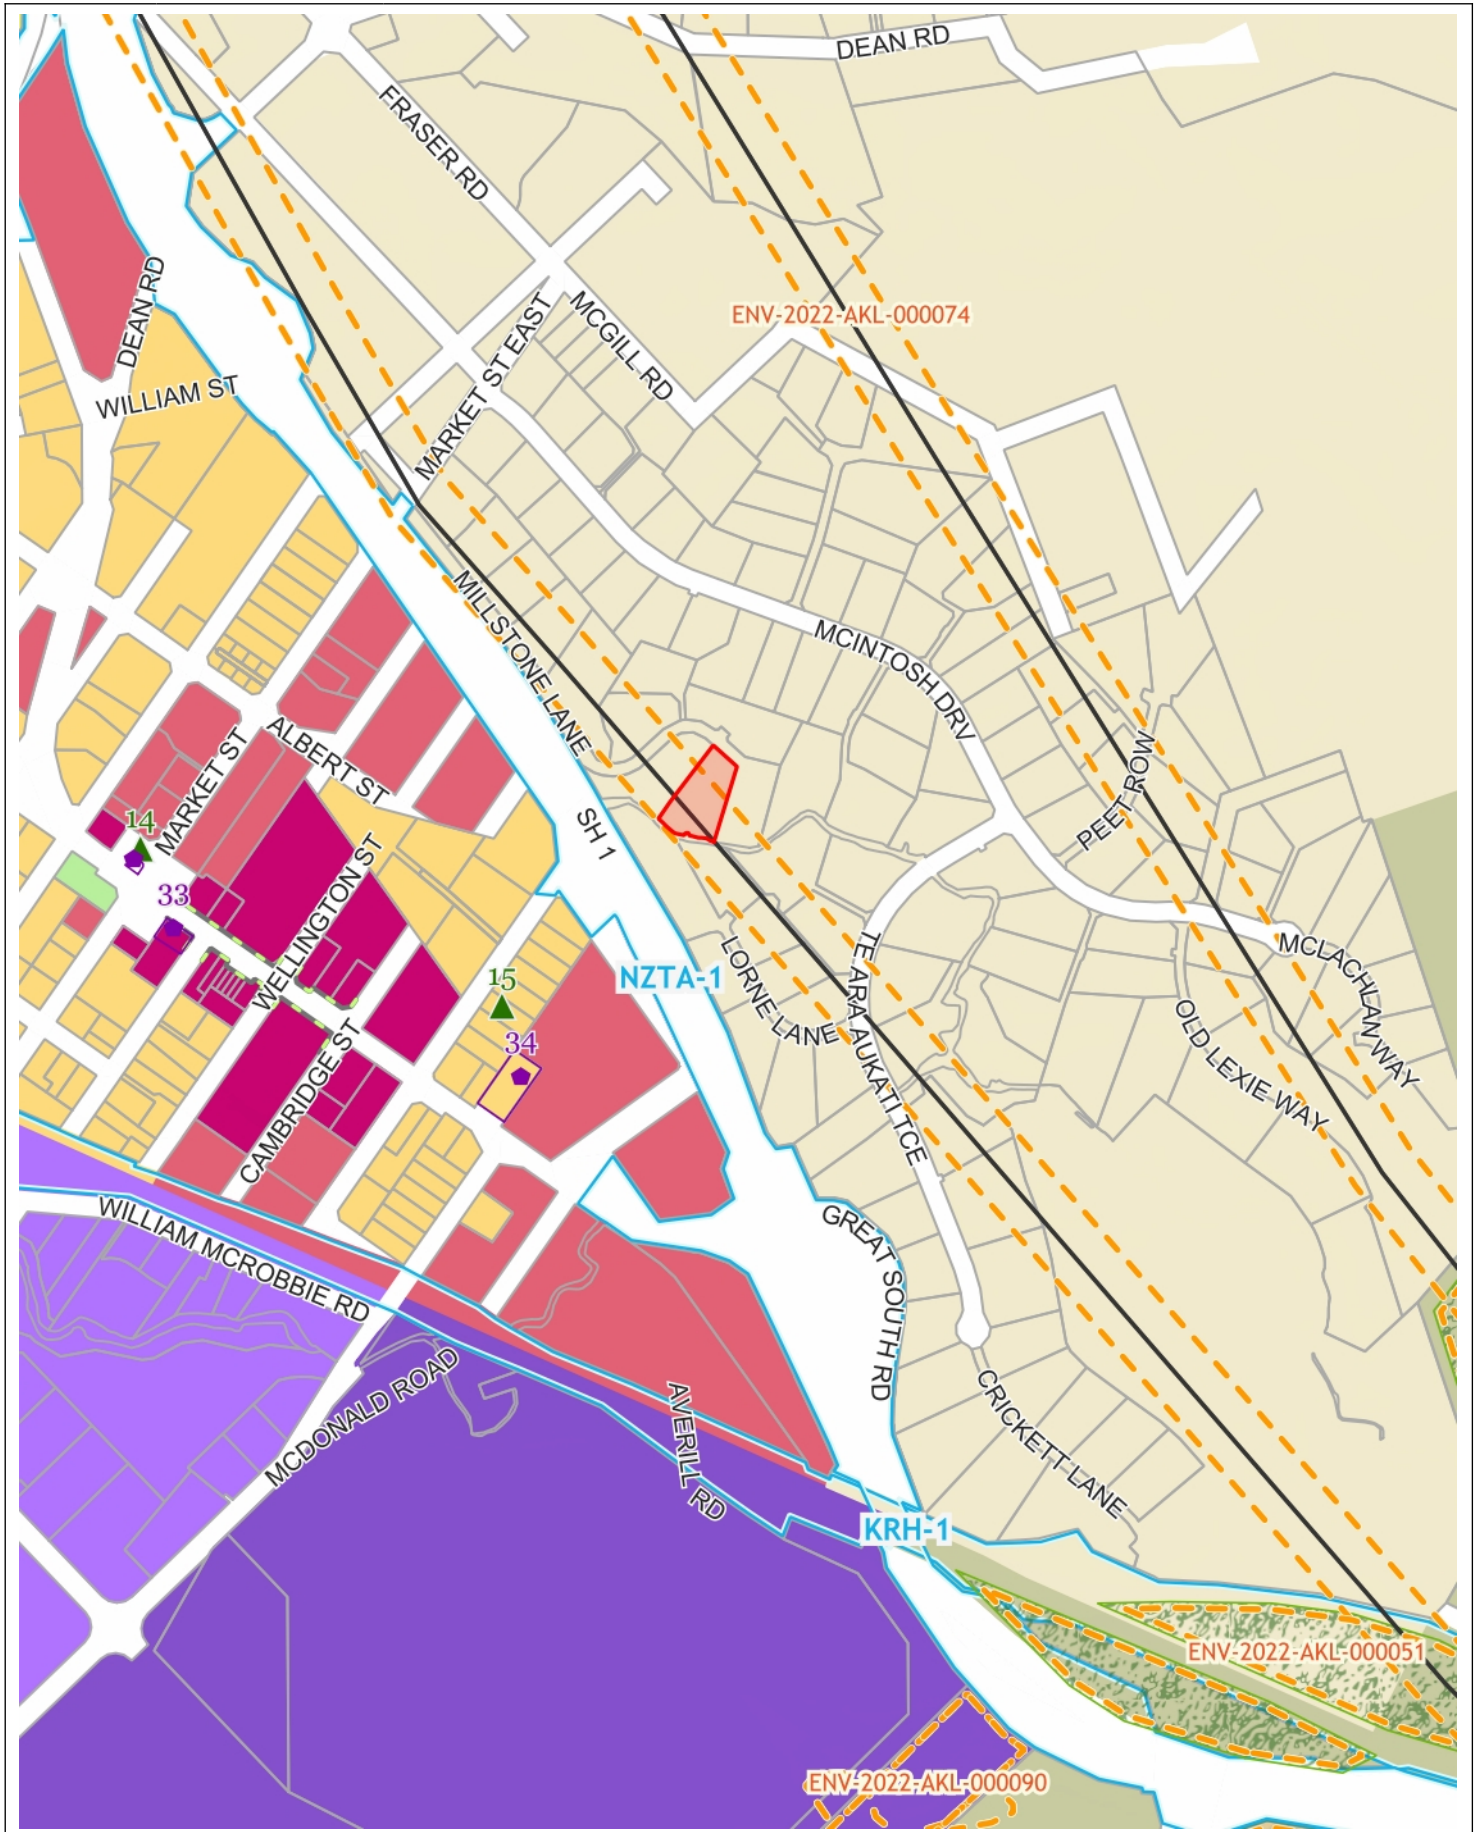 DEAN RD
FRASER RD
DEAN RD
ENV-2022-AKL-000074
MCGILL RD
MARKET ST EAST
WILLIAM ST
MILLSTONE LANE
MCINTOSH DRV
ALBERT ST
MARKET ST
PEET ROW
SH 1
14
WELLINGTON ST
33
LORNE LANE
TE ARA AUKATI TCE
MCLACHLAN WAY
NZTA-1
15
OLD LEXIE WAY
34
CAMBRIDGE ST
WILLIAM MCROBBIE RD
GREAT SOUTH RD
MCDONALD ROAD
AVERILL RD
CRICKETT LANE
KRH-1
ENV-2022-AKL-000051
ENV-2022-AKL-000090